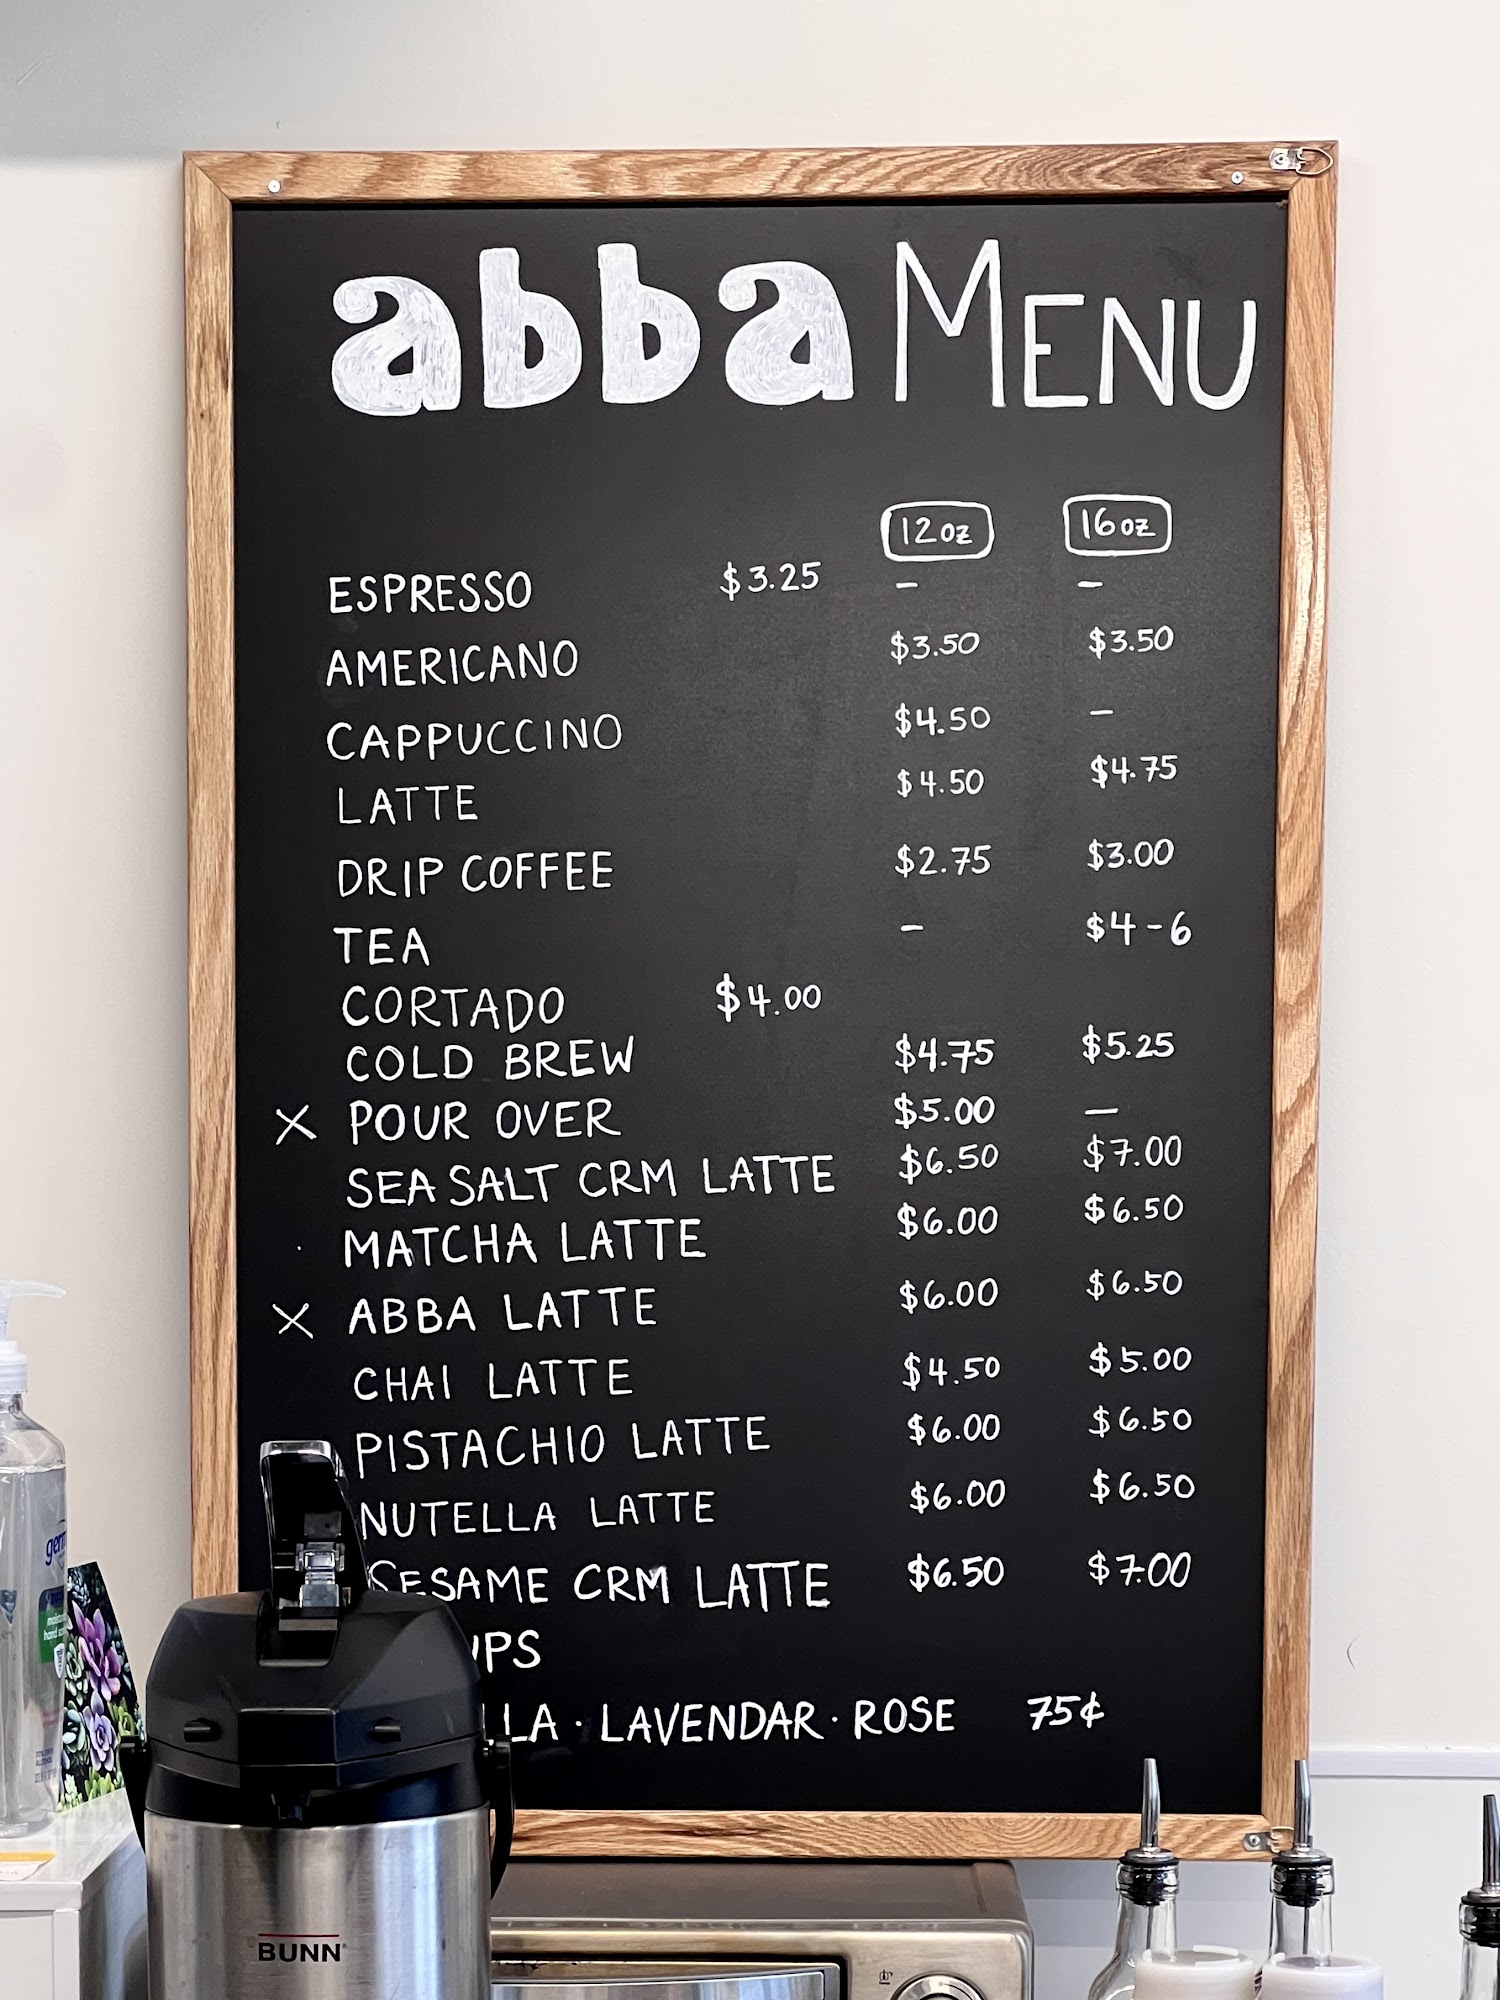 abba MENU
12oz 16oz
ESPRESSO $3.25 – –
AMERICANO $3.50 $3.50
CAPPUCCINO $4.50 –
LATTE $4.50 $4.75
DRIP COFFEE $2.75 $3.00
TEA – $4-6
CORTADO $4.00
COLD BREW $4.75 $5.25
X POUR OVER $5.00 —
SEA SALT CRM LATTE $6.50 $7.00
MATCHA LATTE $6.00 $6.50
X ABBA LATTE $6.00 $6.50
CHAI LATTE $4.50 $5.00
PISTACHIO LATTE $6.00 $6.50
NUTELLA LATTE $6.00 $6.50
SESAME CRM LATTE $6.50 $7.00
UPS
LLA · LAVENDAR · ROSE 75¢
BUNN